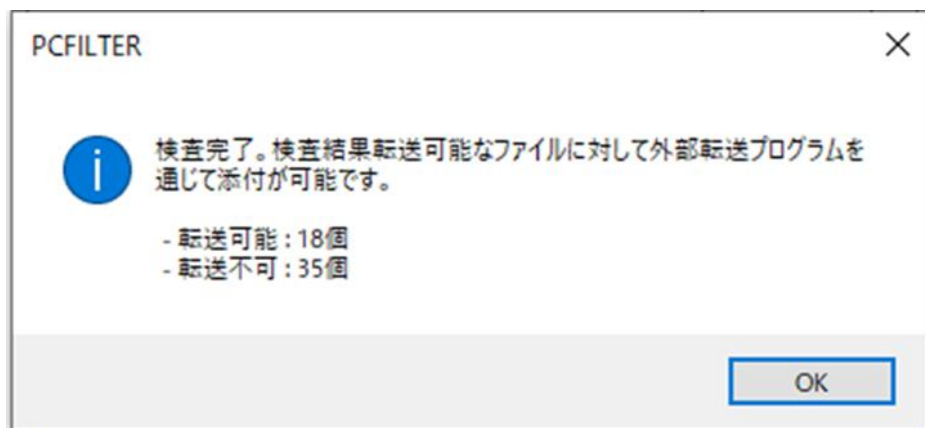 PCFILTER
検査完了。検査結果転送可能なファイルに対して外部転送プログラムを
通じて添付が可能です。
- 転送可能 : 18個
- 転送不可 : 35個
OK